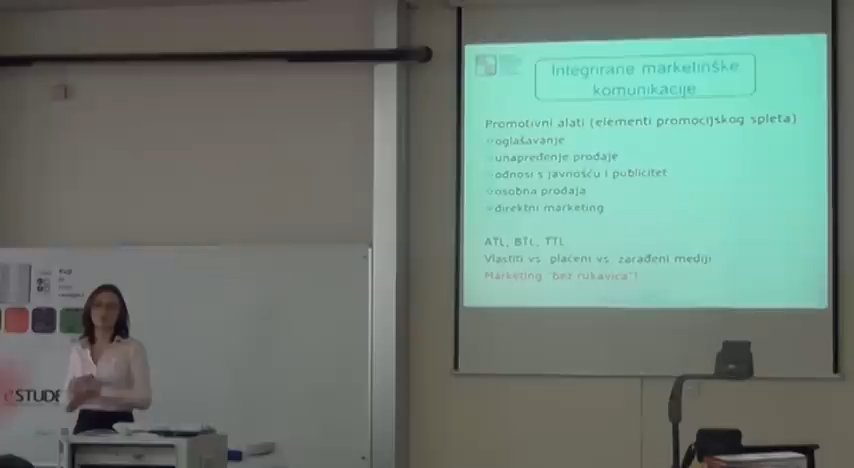 Integrirane marketinške
komunikacije
Promotivni alati (elementi promocijskog spleta)
oglašavanje
unapređenje prodaje
odnosi s javnošću i publicitet
osobna prodaja
direktni marketing
ATL, BTL, TTL
Vlastiti vs. plaćeni vs. zarađeni mediji
Marketing "bez rukavica"!
eSTUDE